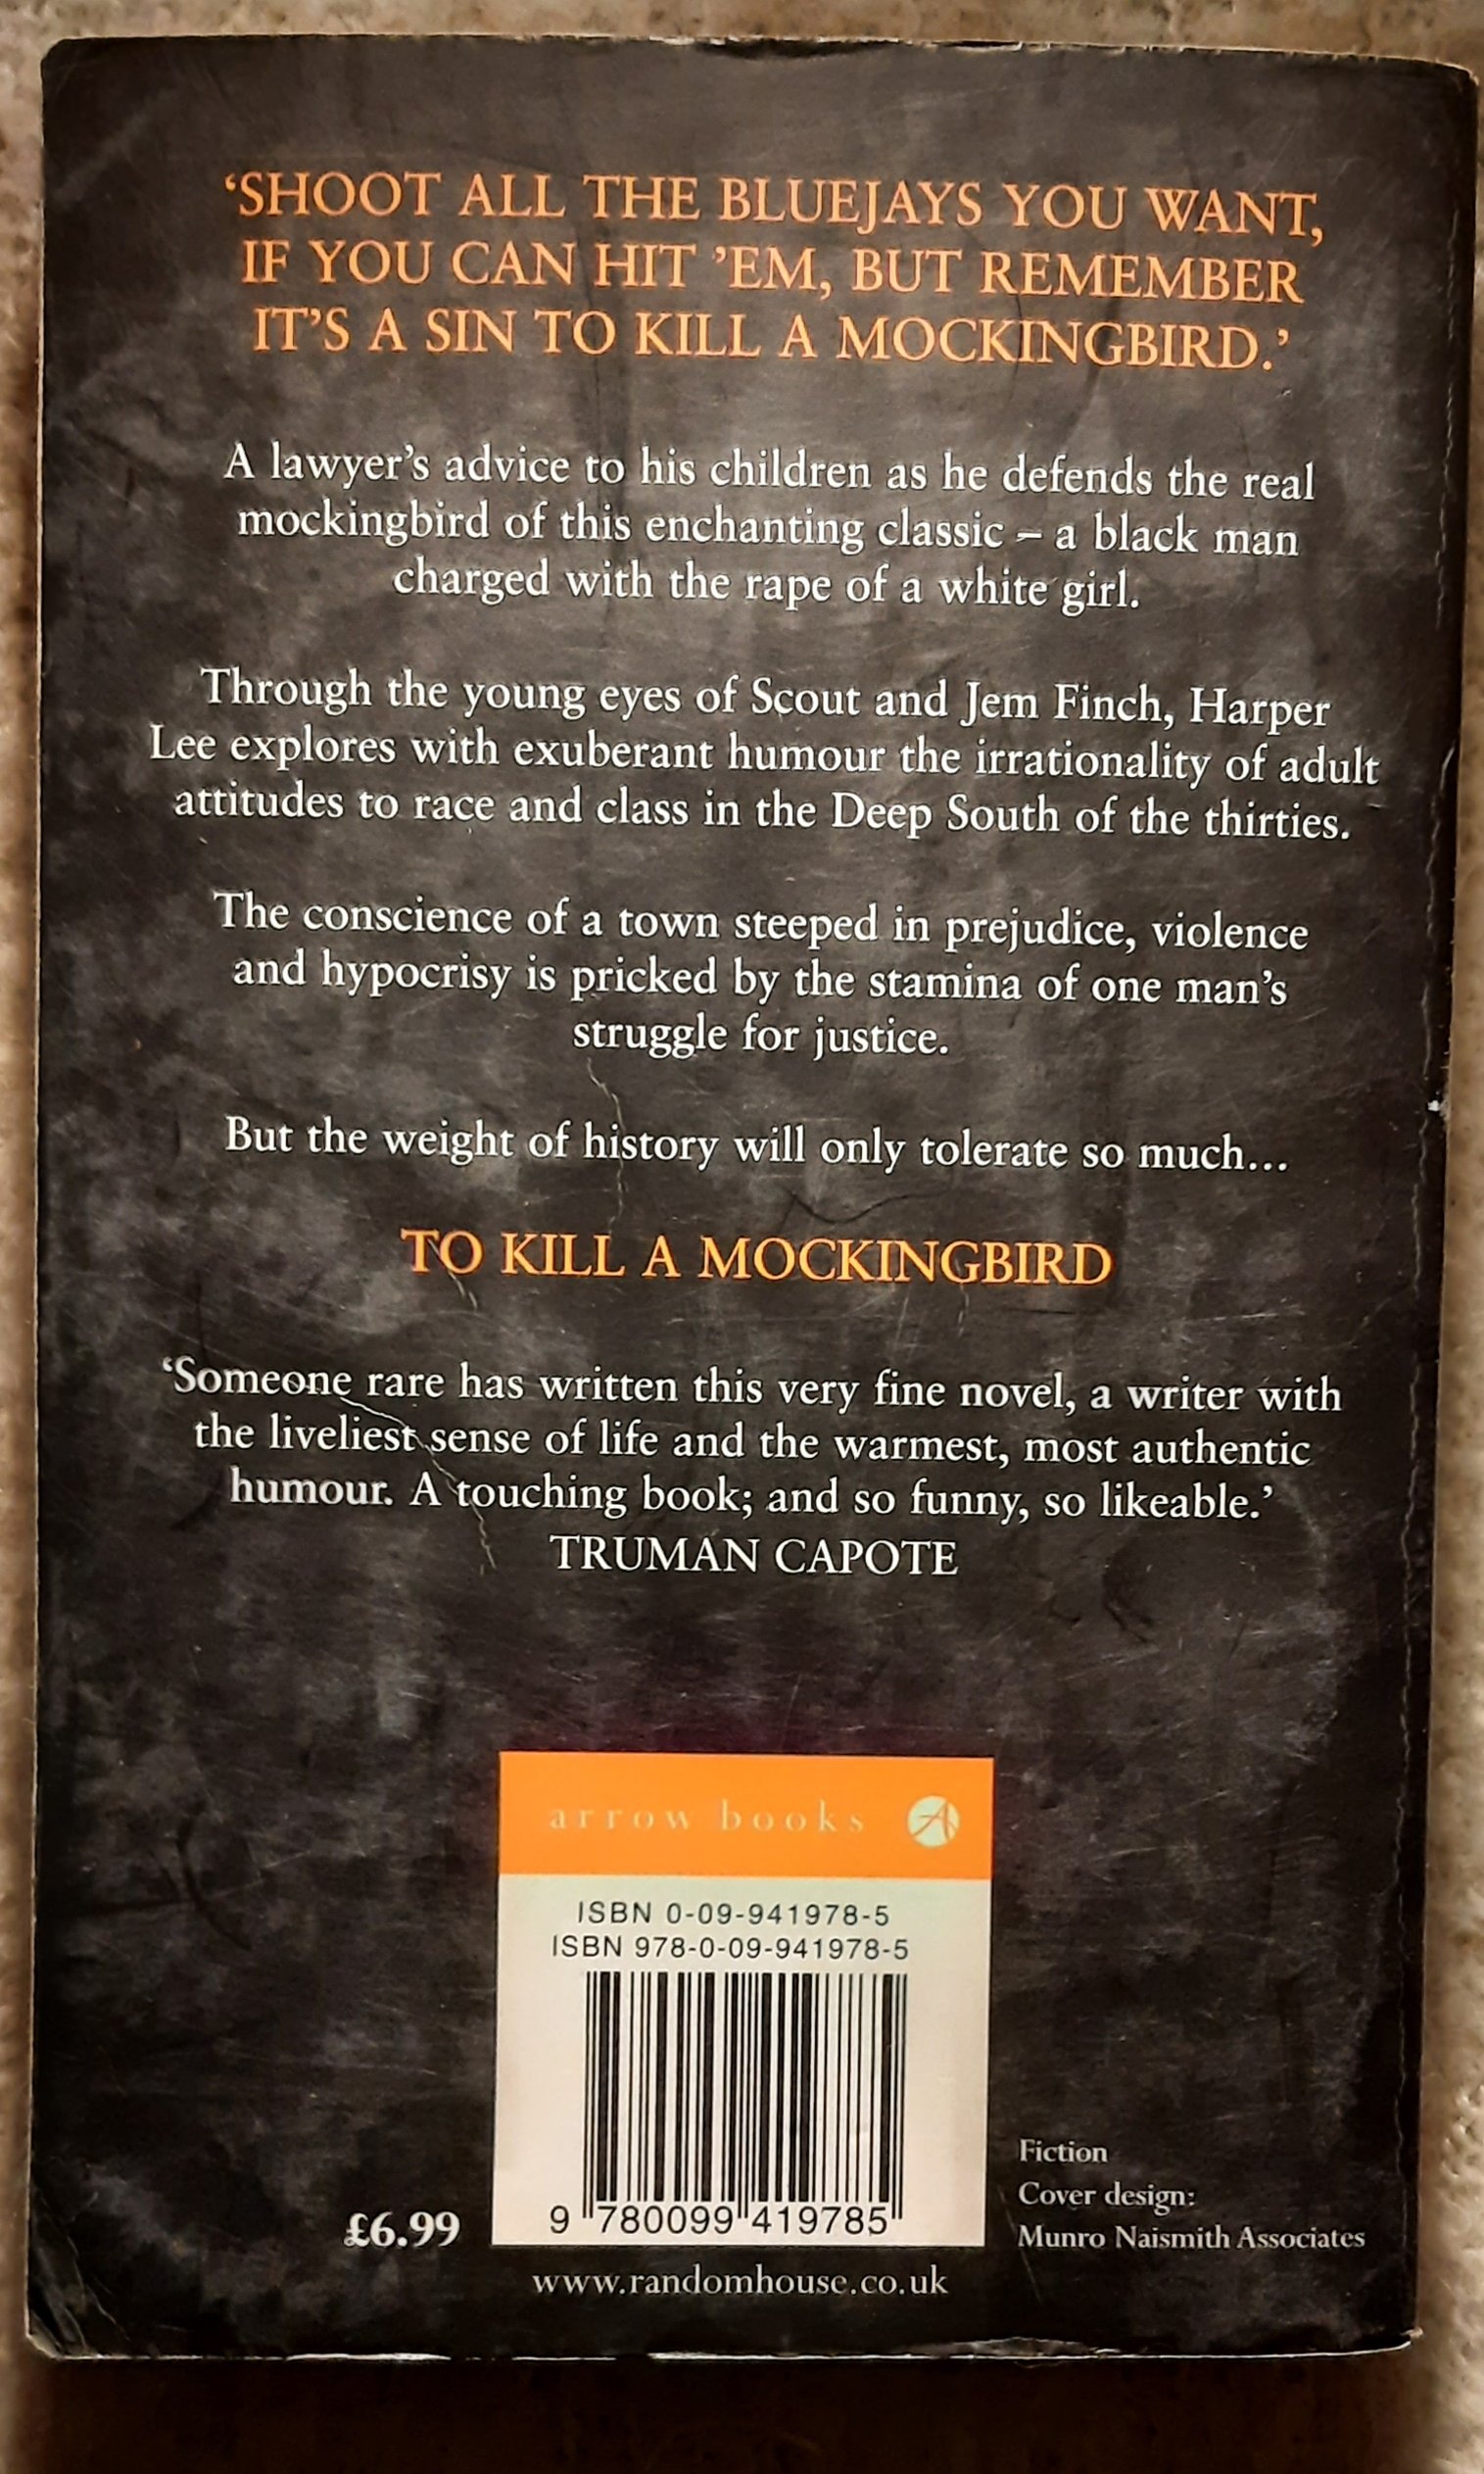 ‘SHOOT ALL THE BLUEJAYS YOU WANT,
IF YOU CAN HIT ’EM, BUT REMEMBER
IT’S A SIN TO KILL A MOCKINGBIRD.’
A lawyer’s advice to his children as he defends the real
mockingbird of this enchanting classic – a black man
charged with the rape of a white girl.
Through the young eyes of Scout and Jem Finch, Harper
Lee explores with exuberant humour the irrationality of adult
attitudes to race and class in the Deep South of the thirties.
The conscience of a town steeped in prejudice, violence
and hypocrisy is pricked by the stamina of one man’s
struggle for justice.
But the weight of history will only tolerate so much...
TO KILL A MOCKINGBIRD
‘Someone rare has written this very fine novel, a writer with
the liveliest sense of life and the warmest, most authentic
humour. A touching book; and so funny, so likeable.’
TRUMAN CAPOTE
arrow books A
ISBN 0-09-941978-5
ISBN 978-0-09-941978-5
9 780099 419785
£6.99
www.randomhouse.co.uk
Fiction
Cover design:
Munro Naismith Associates